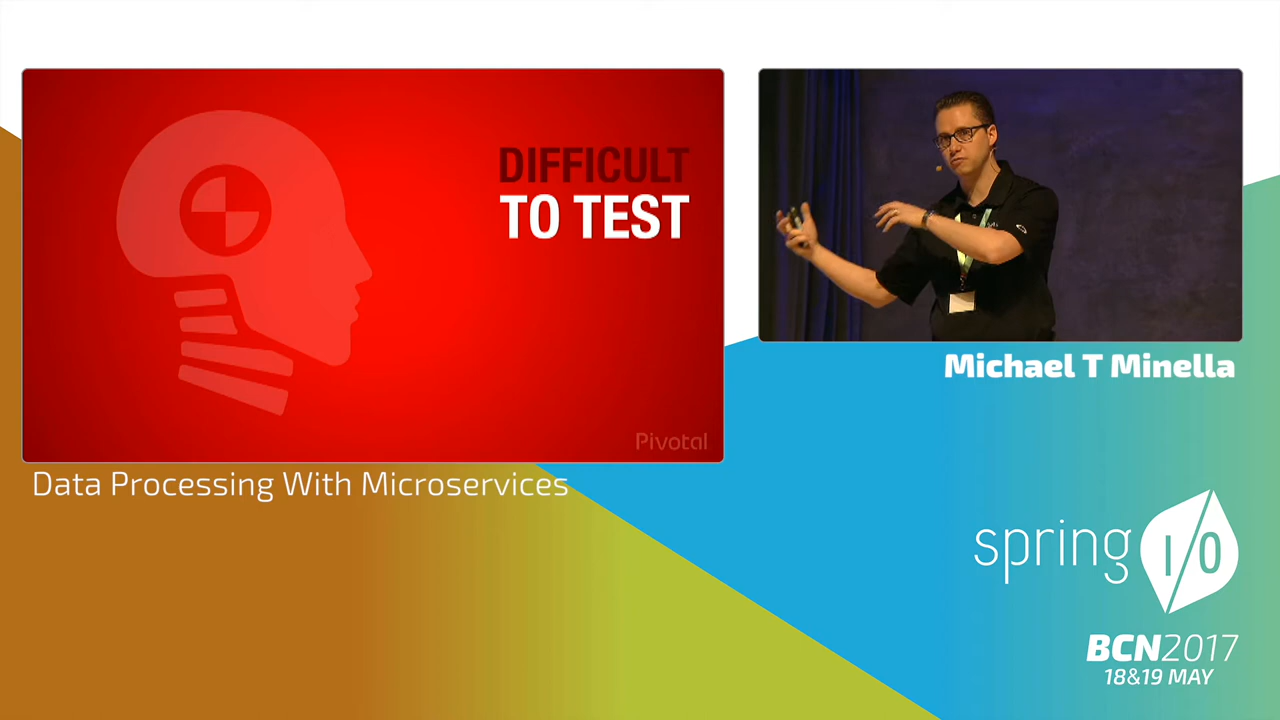 DIFFICULT
TO TEST
Pivotal
Michael T Minella
Data Processing With Microservices
spring I/O
BCN2017
18&19 MAY